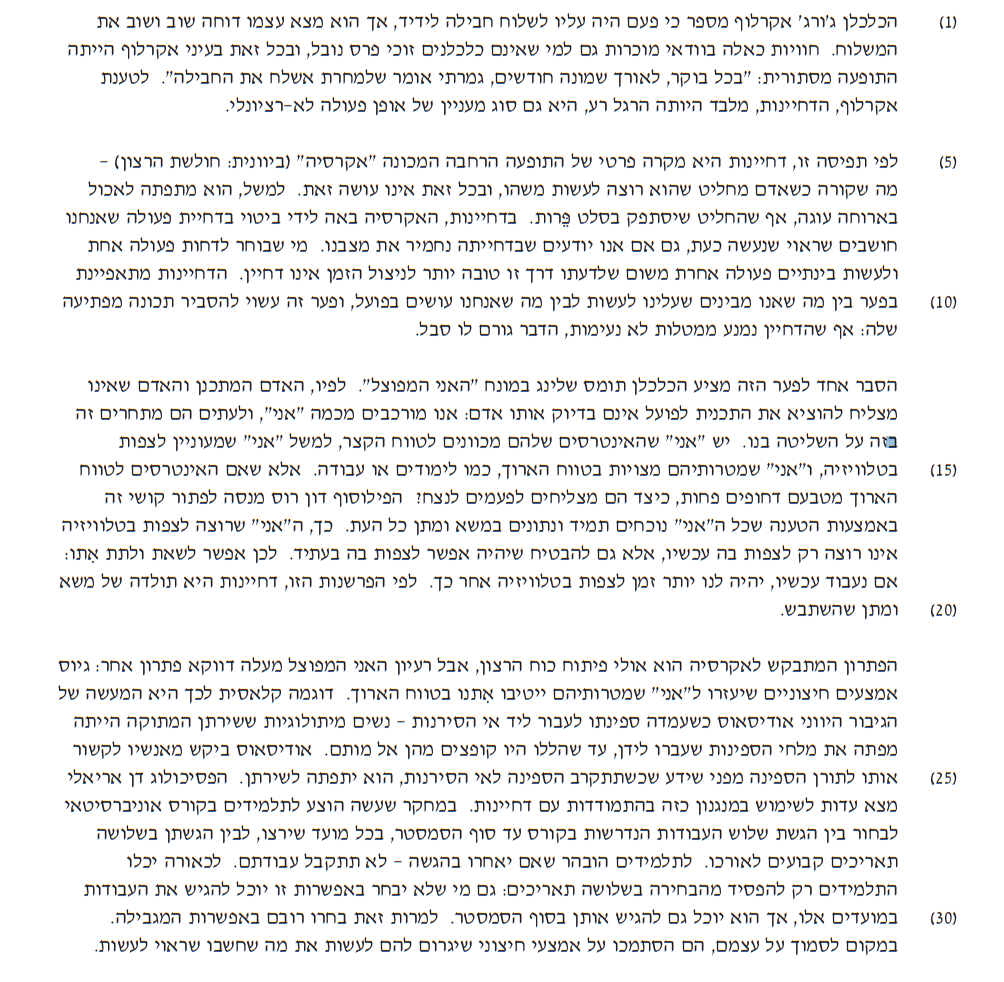 (1) הכלכלן ג'ורג' אקרלוף מספר כי פעם היה עליו לשלוח חבילה לידיד, אך הוא מצא עצמו דוחה שוב ושוב את
המשלוח. חוויות כאלה בוודאי מוכרות גם למי שאינם כלכלנים זוכי פרס נובל, ובכל זאת בעיני אקרלוף הייתה
התופעה מסתורית: "בכל בוקר, לאורך שמונה חודשים, גמרתי אומר שלמחרת אשלח את החבילה". לטענת
אקרלוף, הדחיינות, מלבד היותה הרגל רע, היא גם סוג מעניין של אופן פעולה לא-רציונלי.
(5) לפי תפיסה זו, דחיינות היא מקרה פרטי של התופעה הרחבה המכונה "אקרסיה" (ביוונית: חולשת הרצון) –
מה שקורה כשאדם מחליט שהוא רוצה לעשות משהו, ובכל זאת אינו עושה זאת. למשל, הוא מתפתה לאכול
בארוחה עוגה, אף שהחליט שיסתפק בסלט פֵּרות. בדחיינות, האקרסיה באה לידי ביטוי בדחיית פעולה שאנחנו
חושבים שראוי שנעשה כעת, גם אם אנו יודעים שבדחייתה נחמיר את מצבנו. מי שבוחר לדחות פעולה אחת
ולעשות בינתיים פעולה אחרת משום שלדעתו דרך זו טובה יותר לניצול הזמן אינו דחיין. הדחיינות מתאפיינת
(10) בפער בין מה שאנו מבינים שעלינו לעשות לבין מה שאנחנו עושים בפועל, ופער זה עשוי להסביר תכונה מפתיעה
שלה: אף שהדחיין נמנע ממטלות לא נעימות, הדבר גורם לו סבל.
הסבר אחד לפער הזה מציע הכלכלן תומס שלינג במונח "האני המפוצל". לפיו, האדם המתכנן והאדם שאינו
מצליח להוציא את התכנית לפועל אינם בדיוק אותו אדם: אנו מורכבים מכמה "אני", ולעתים הם מתחרים זה
בזה על השליטה בנו. יש "אני" שהאינטרסים שלהם מכוונים לטווח הקצר, למשל "אני" שמעוניין לצפות
(15) בטלוויזיה, ו"אני" שמטרותיהם מצויות בטווח הארוך, כמו לימודים או עבודה. אלא שאם האינטרסים לטווח
הארוך מטבעם דחופים פחות, כיצד הם מצליחים לפעמים לנצח? הפילוסוף דון רוס מנסה לפתור קושי זה
באמצעות הטענה שכל ה"אני" נוכחים תמיד ונתונים במשא ומתן כל העת. כך, ה"אני" שרוצה לצפות בטלוויזיה
אינו רוצה רק לצפות בה עכשיו, אלא גם להבטיח שיהיה אפשר לצפות בה בעתיד. לכן אפשר לשאת ולתת אִתו:
אם נעבוד עכשיו, יהיה לנו יותר זמן לצפות בטלוויזיה אחר כך. לפי הפרשנות הזו, דחיינות היא תולדה של משא
(20) ומתן שהשתבש.
הפתרון המתבקש לאקרסיה הוא אולי פיתוח כוח הרצון, אבל רעיון האני המפוצל מעלה דווקא פתרון אחר: גיוס
אמצעים חיצוניים שיעזרו ל"אני" שמטרותיהם ייטיבו אִתנו בטווח הארוך. דוגמה קלאסית לכך היא המעשה של
הגיבור היווני אודיסאוס כשעמדה ספינתו לעבור ליד אי הסירנות – נשים מיתולוגיות ששירתן המתוקה הייתה
מפתה את מלחי הספינות שעברו לידן, עד שהללו היו קופצים מהן אל מותם. אודיסאוס ביקש מאנשיו לקשור
(25) אותו לתורן הספינה מפני שידע שכשתתקרב הספינה לאי הסירנות, הוא יתפתה לשירתן. הפסיכולוג דן אריאלי
מצא עדות לשימוש במנגנון כזה בהתמודדות עם דחיינות. במחקר שעשה הוצע לתלמידים בקורס אוניברסיטאי
לבחור בין הגשת שלוש העבודות הנדרשות בקורס עד סוף הסמסטר, בכל מועד שירצו, לבין הגשתן בשלושה
תאריכים קבועים לאורכו. לתלמידים הובהר שאם יאחרו בהגשה – לא תתקבל עבודתם. לכאורה יכלו
התלמידים רק להפסיד מהבחירה בשלושה תאריכים: גם מי שלא יבחר באפשרות זו יוכל להגיש את העבודות
(30) במועדים אלו, אך הוא יוכל גם להגיש אותן בסוף הסמסטר. למרות זאת בחרו רובם באפשרות המגבילה.
במקום לסמוך על עצמם, הם הסתמכו על אמצעי חיצוני שיגרום להם לעשות את מה שחשבו שראוי לעשות.